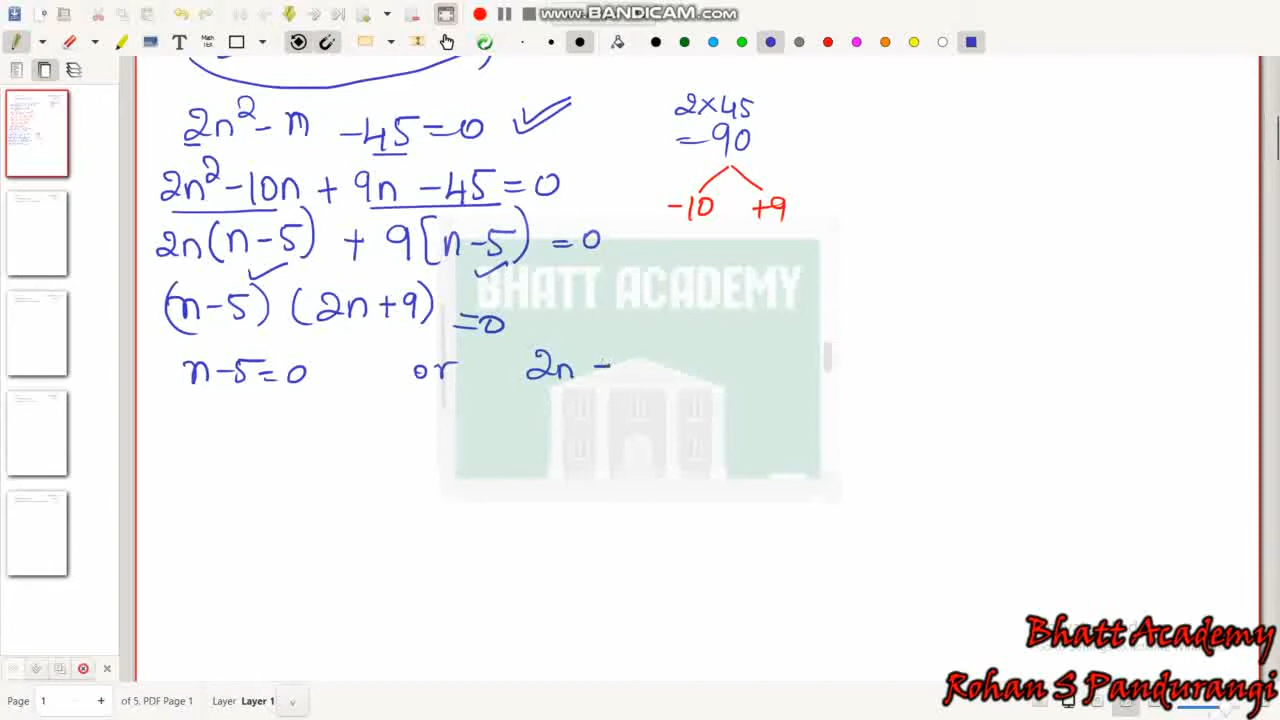 www.BANDICAM.com
T Math TEX
2n² - n - 45 = 0
2 × 45
= 90
2n² - 10n + 9n - 45 = 0
-10 +9
2n(n - 5) + 9[n - 5) = 0
BHATT ACADEMY
(n - 5) (2n + 9) = 0
n - 5 = 0 or 2n -
Bhatt Academy
Rohan S Pandurangi
Page 1 of 5. PDF Page 1 Layer Layer 1